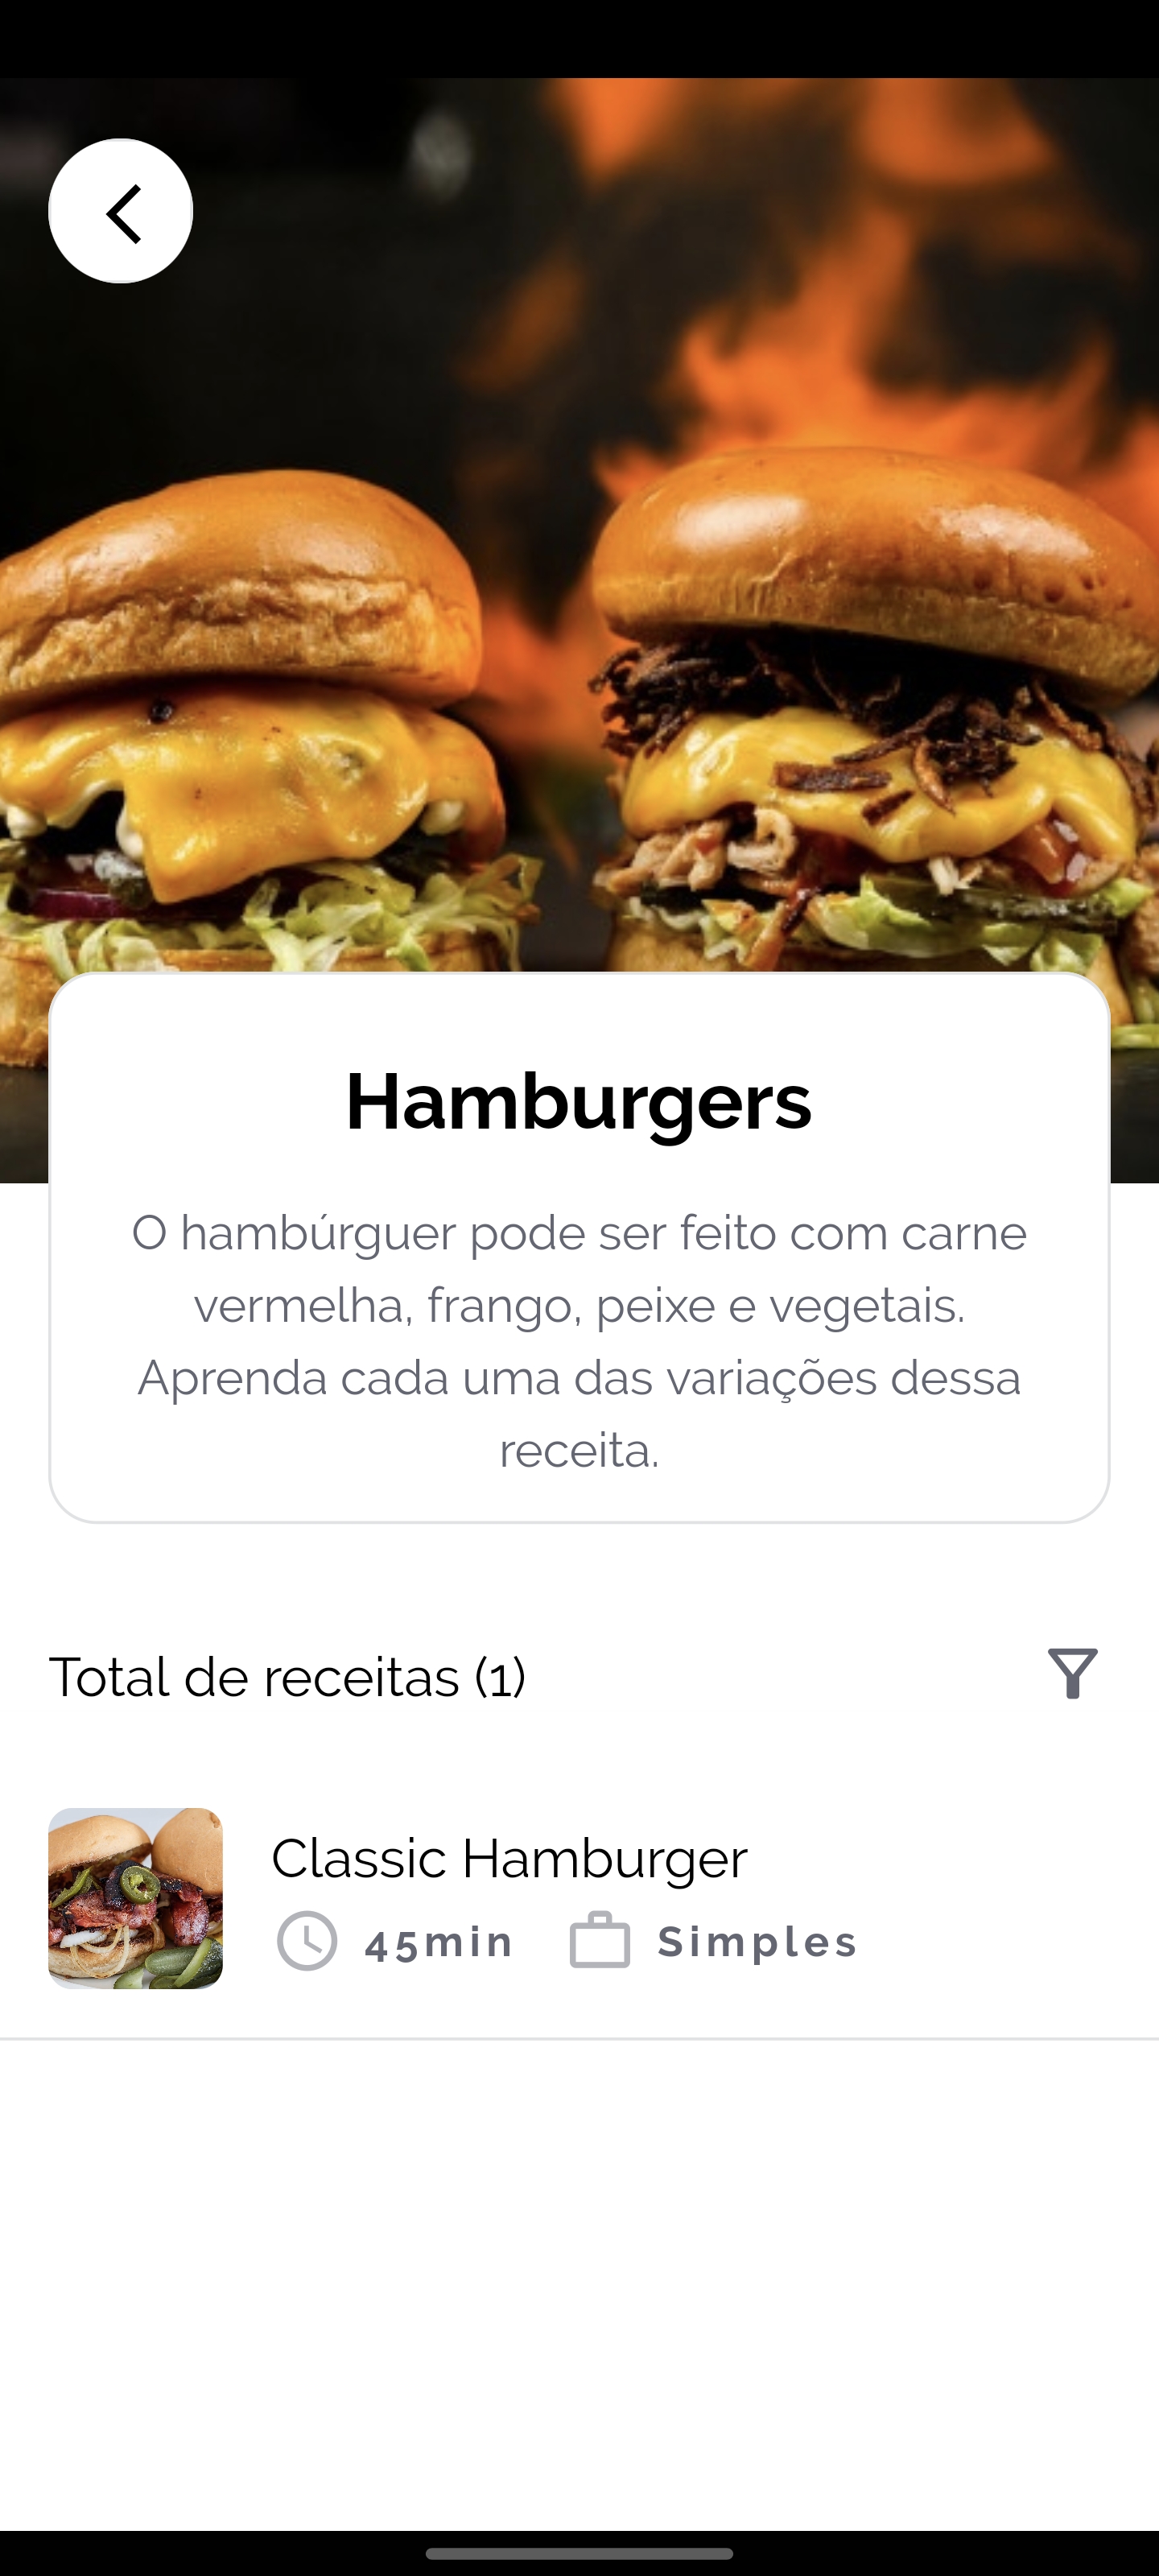 Hamburgers
O hambúrguer pode ser feito com carne
vermelha, frango, peixe e vegetais.
Aprenda cada uma das variações dessa
receita.
Total de receitas (1)
Classic Hamburger
45min Simples